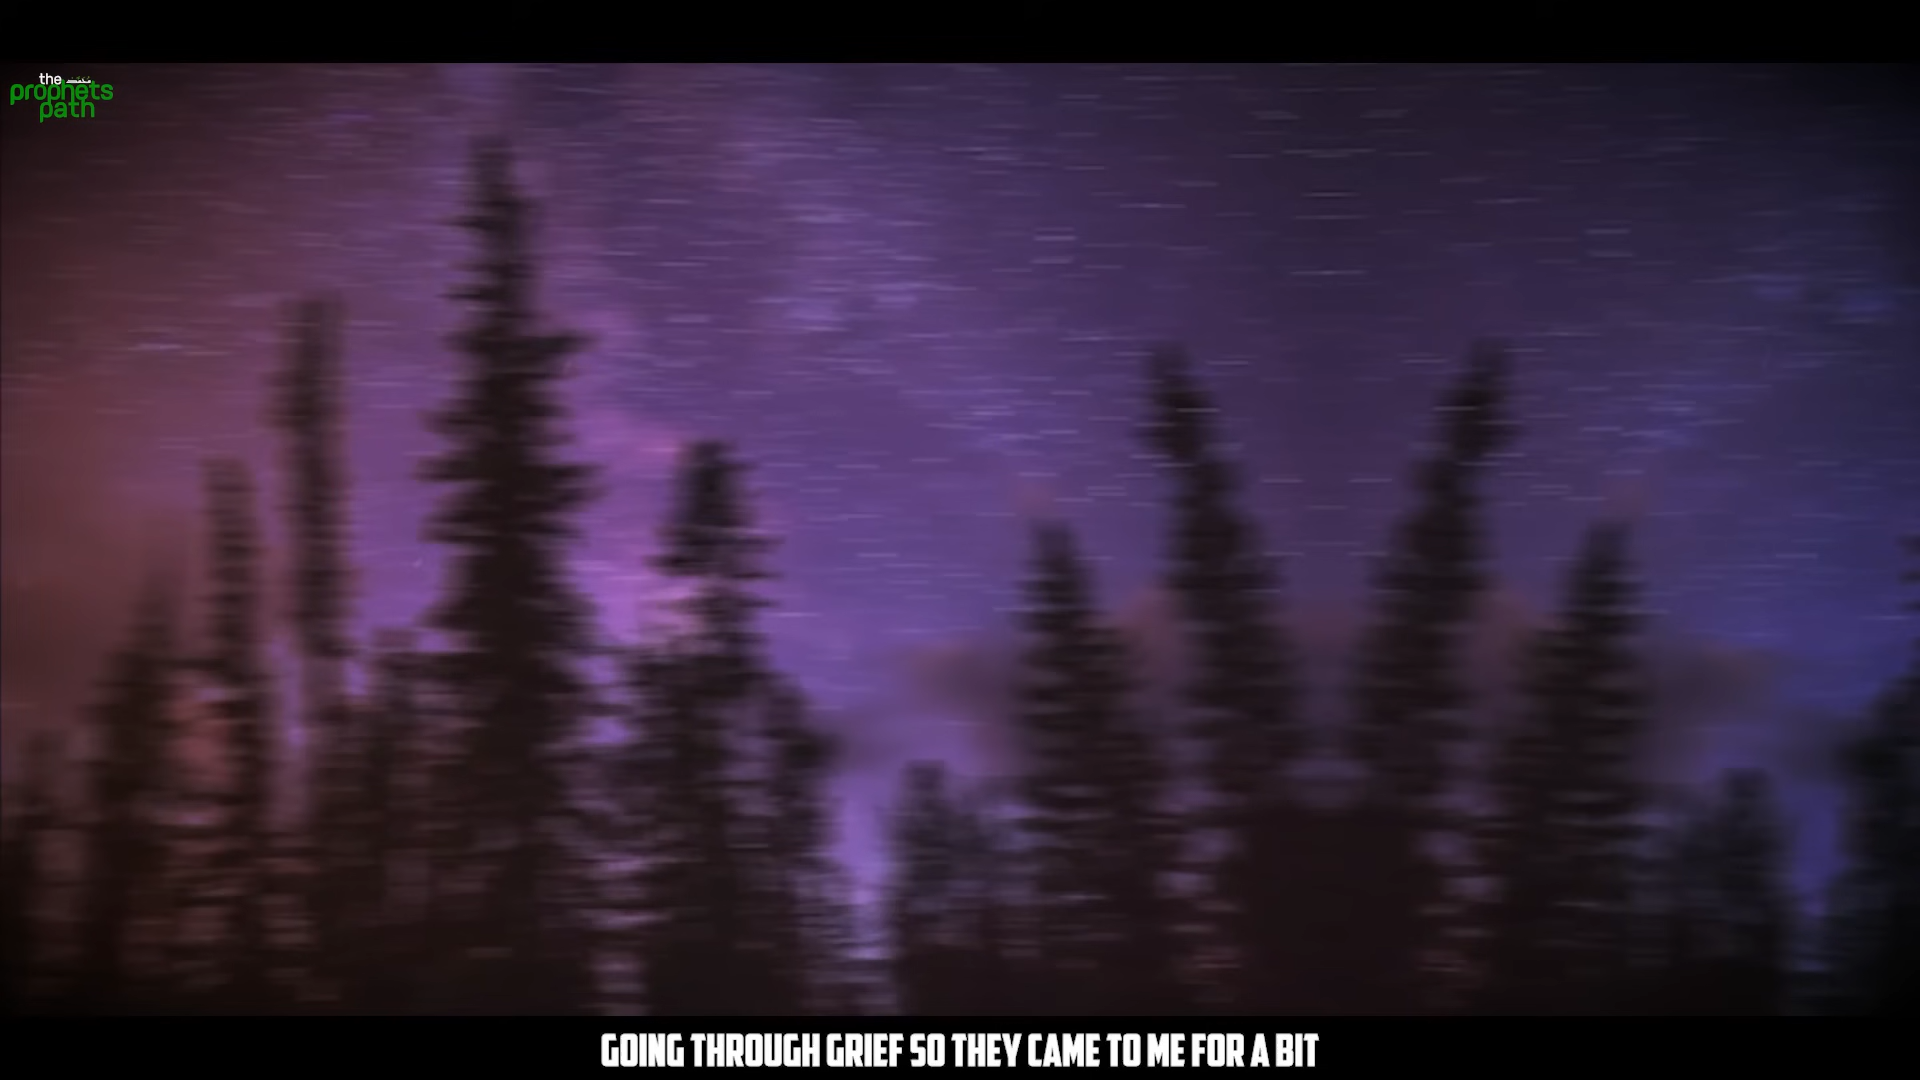 the
prophets
path
GOING THROUGH GRIEF SO THEY CAME TO ME FOR A BIT